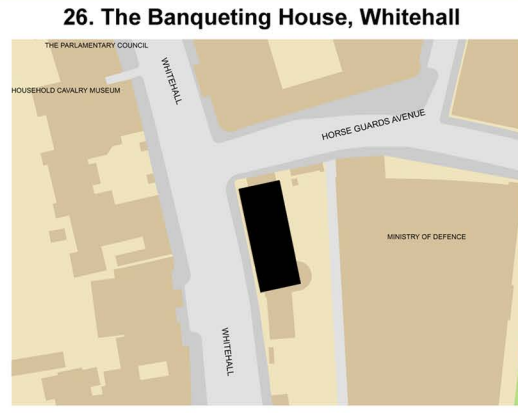 26. The Banqueting House, Whitehall
THE PARLAMENTARY COUNCIL
WHITEHALL
HOUSEHOLD CAVALRY MUSEUM
HORSE GUARDS AVENUE
MINISTRY OF DEFENCE
WHITEHALL